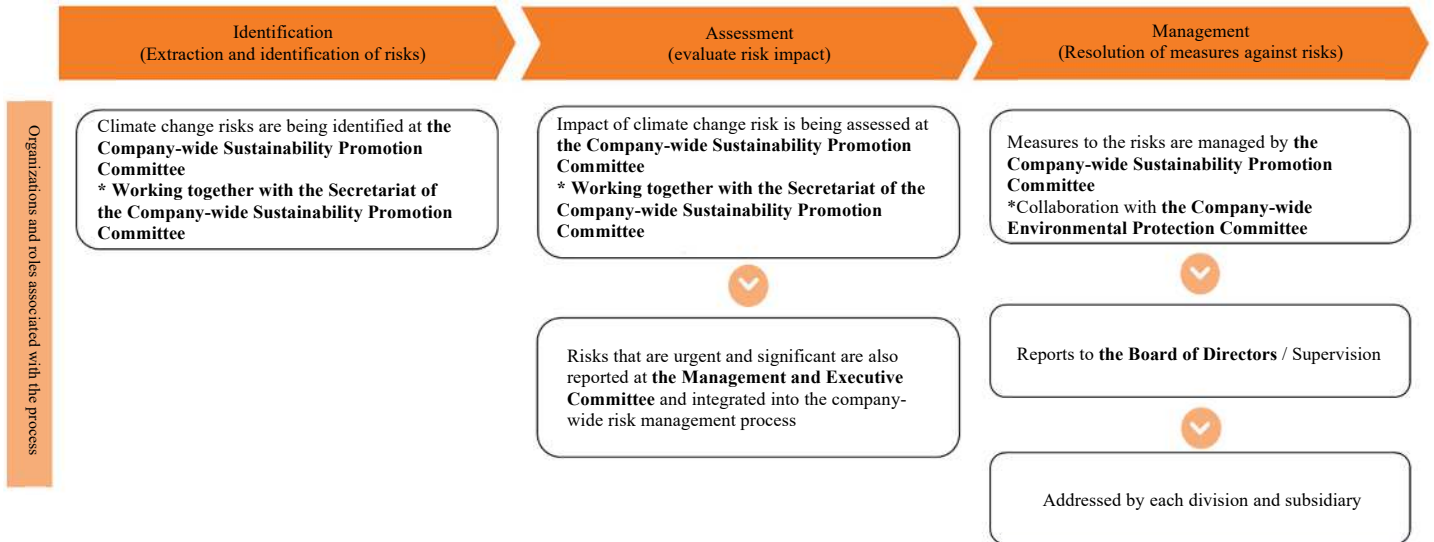 Identification
(Extraction and identification of risks)
Assessment
(evaluate risk impact)
Management
(Resolution of measures against risks)
Organizations and roles associated with the process
Climate change risks are being identified at the
Company-wide Sustainability Promotion
Committee
* Working together with the Secretariat of
the Company-wide Sustainability Promotion
Committee
Impact of climate change risk is being assessed at
the Company-wide Sustainability Promotion
Committee
* Working together with the Secretariat of the
Company-wide Sustainability Promotion
Committee
Risks that are urgent and significant are also
reported at the Management and Executive
Committee and integrated into the company-
wide risk management process
Measures to the risks are managed by the
Company-wide Sustainability Promotion
Committee
*Collaboration with the Company-wide
Environmental Protection Committee
Reports to the Board of Directors / Supervision
Addressed by each division and subsidiary